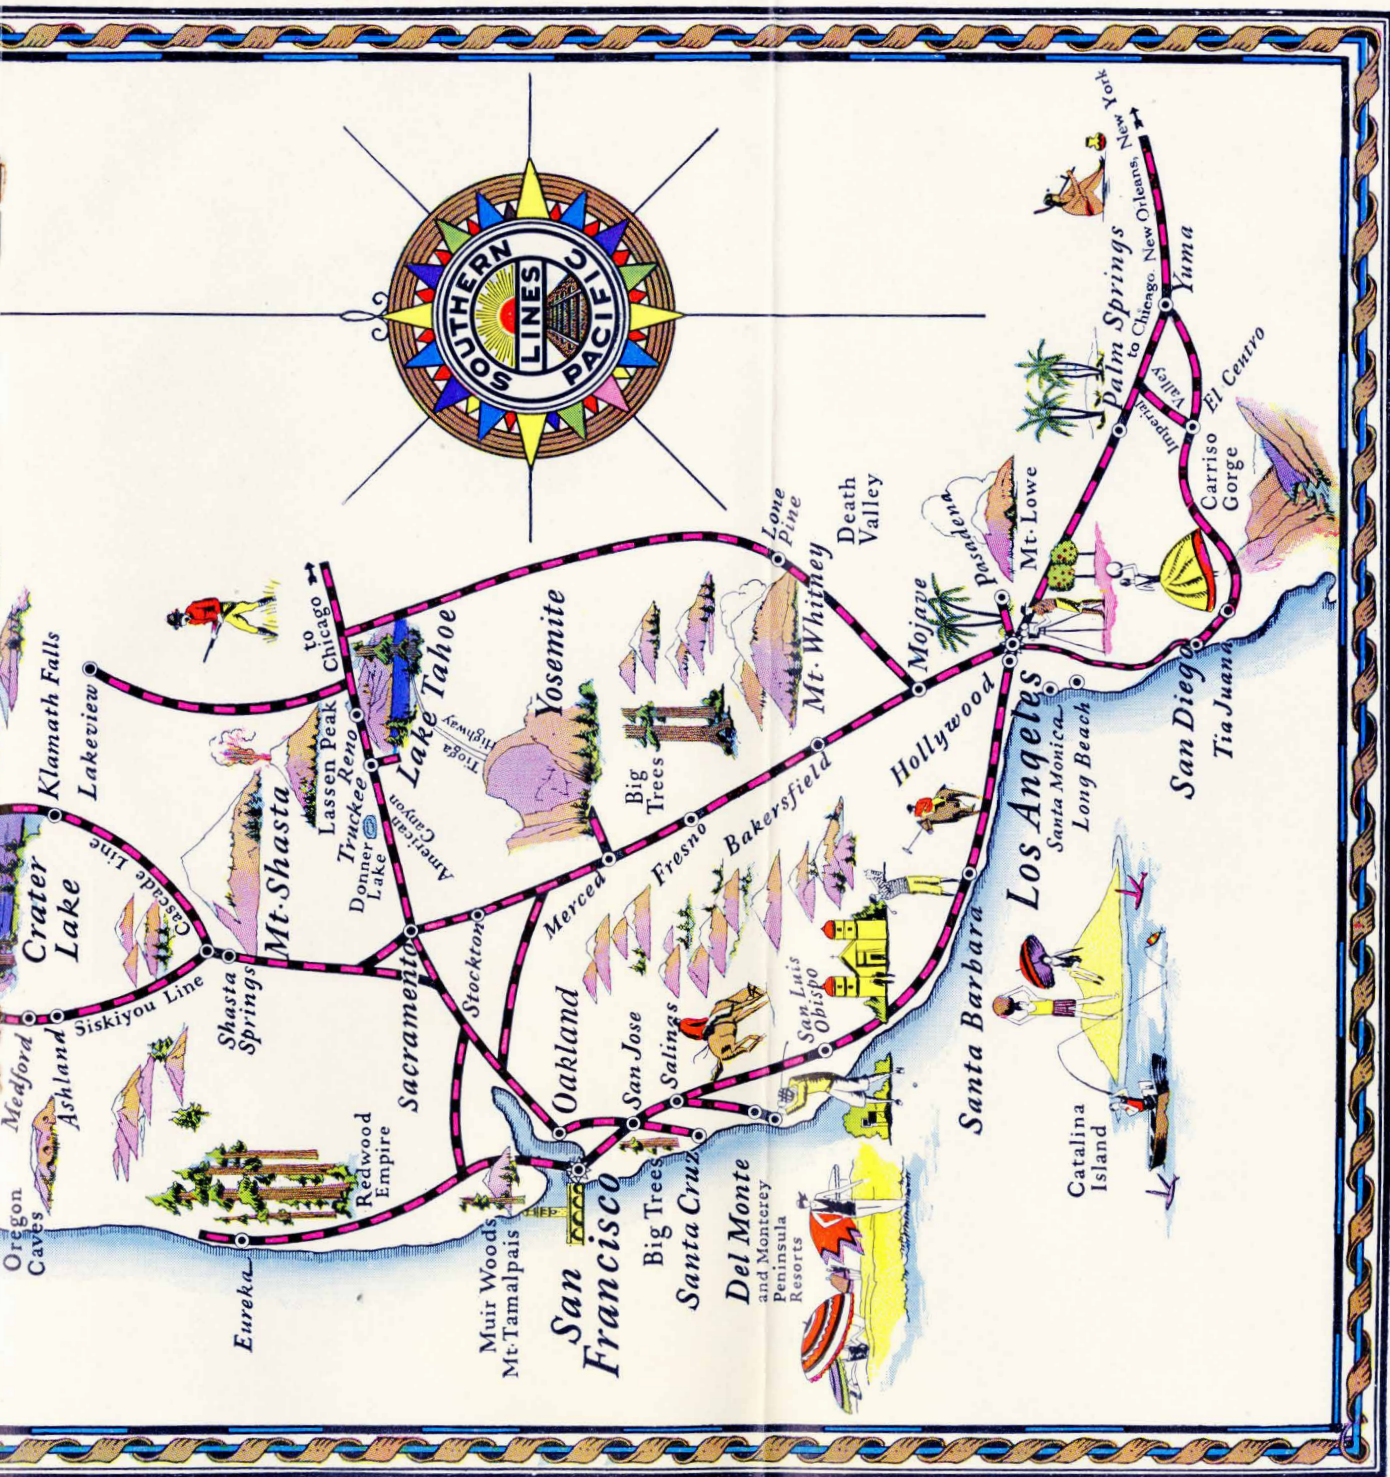 Oregon
Caves
Medford
Ashland
Crater
Lake
Klamath Falls
Lakeview
Cascade Line
Siskiyou Line
Shasta
Springs
Mt·Shasta
Lassen Peak
Eureka
Redwood
Empire
to
Chicago
Reno
Truckee
Donner
Lake
Lake Tahoe
American
Canyon
Tioga
Highway
Yosemite
Sacramento
Stockton
Muir Woods
Mt·Tamalpais
San
Francisco
Oakland
San Jose
Big Trees
Santa Cruz
Salinas
Del Monte
and Monterey
Peninsula
Resorts
Merced
Fresno
Big
Trees
Bakersfield
Lone
Pine
Mt·Whitney
Death
Valley
San Luis
Obispo
Mojave
Hollywood
Santa Barbara
Pasadena
Mt·Lowe
Los Angeles
Santa Monica
Long Beach
Catalina
Island
Palm Springs
to Chicago, New Orleans, New York
Yuma
Imperial
Valley
El Centro
Carriso
Gorge
San Diego
Tia Juana
SOUTHERN
PACIFIC
LINES